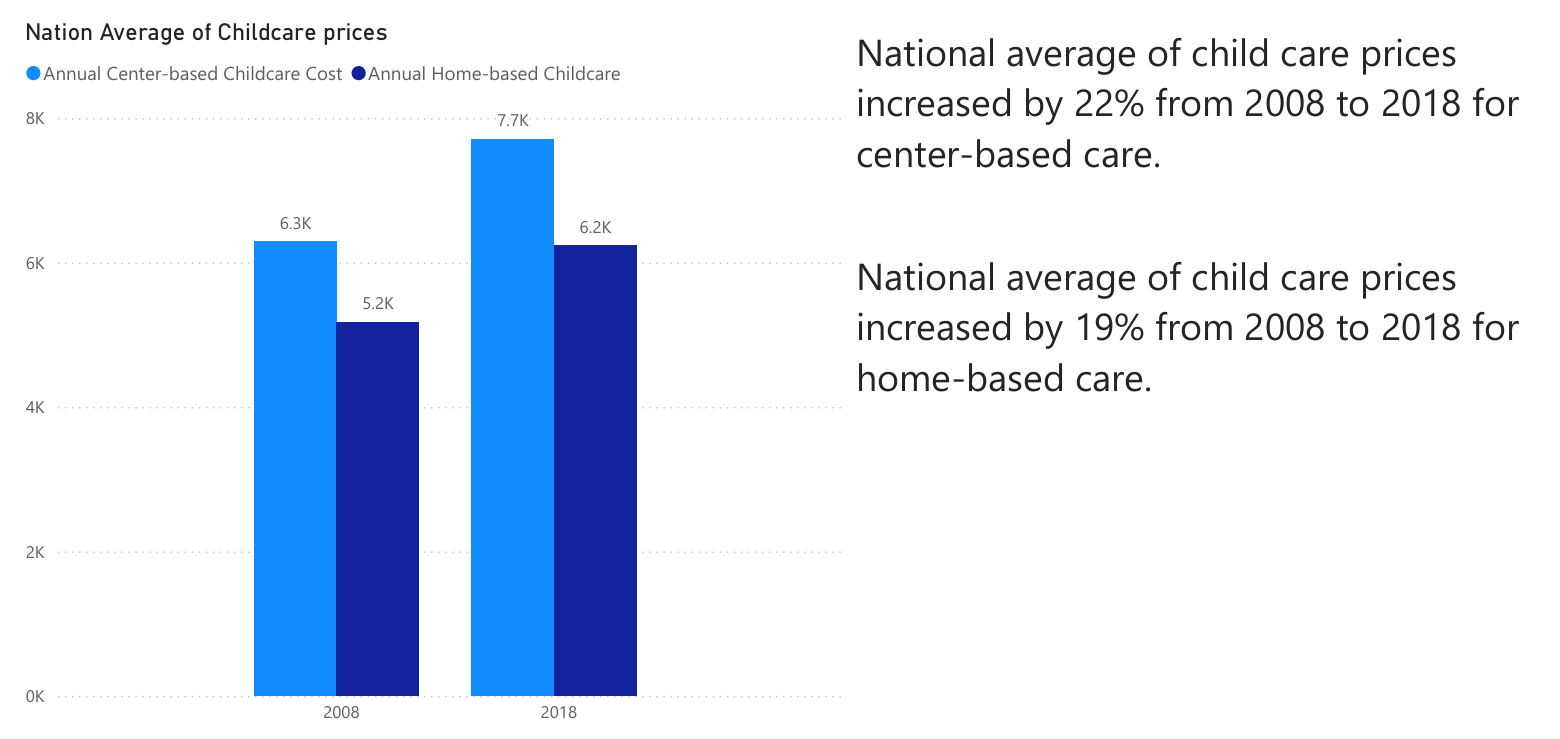 Nation Average of Childcare prices
Annual Center-based Childcare Cost Annual Home-based Childcare
8K
6K
4K
2K
0K
6.3K
5.2K
7.7K
6.2K
2008
2018
National average of child care prices
increased by 22% from 2008 to 2018 for
center-based care.
National average of child care prices
increased by 19% from 2008 to 2018 for
home-based care.